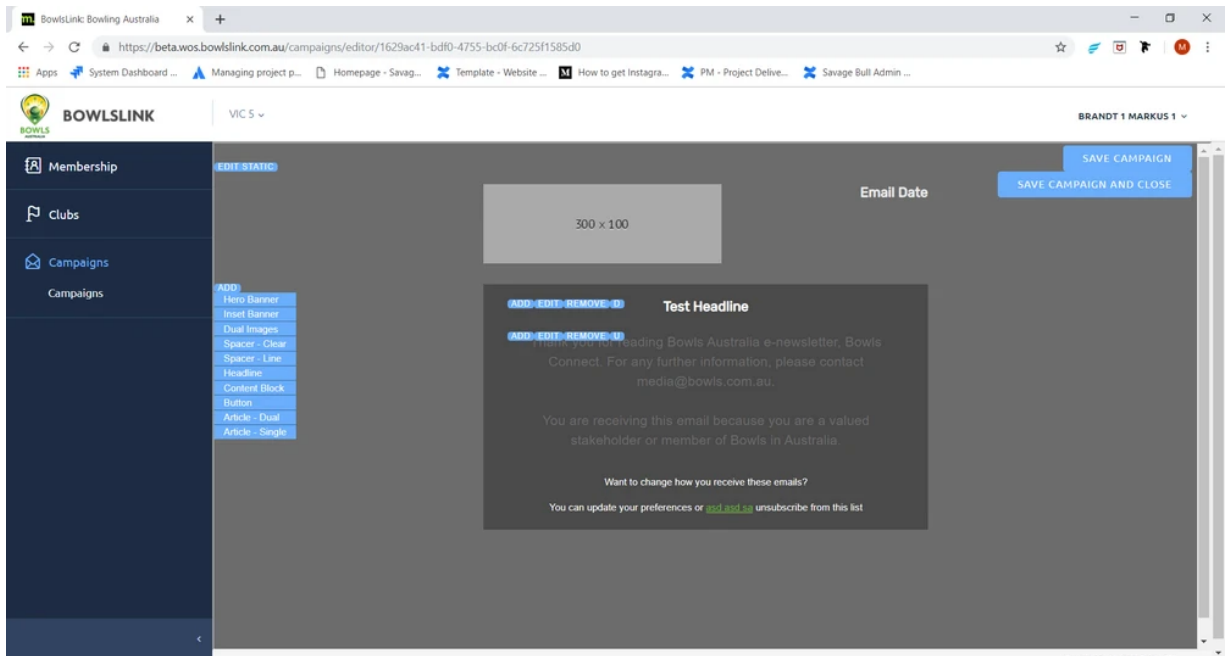 BowlsLink: Bowling Australia
https://beta.wos.bowlslink.com.au/campaigns/editor/1629ac41-bdf0-4755-bc0f-6c725f1585d0
M
Apps
System Dashboard ...
Managing project p...
Homepage - Savag...
Template - Website ...
M
How to get Instagra...
PM - Project Delive...
Savage Bull Admin ...
BOWLS
AUSTRALIA
BOWLSLINK
VIC 5
BRANDT 1 MARKUS 1
Membership
Clubs
Campaigns
Campaigns
EDIT STATIC
SAVE CAMPAIGN
SAVE CAMPAIGN AND CLOSE
300 x 100
Email Date
ADD
Hero Banner
Inset Banner
Dual Images
Spacer - Clear
Spacer - Line
Headline
Content Block
Button
Article - Dual
Article - Single
ADD EDIT REMOVE D
Test Headline
ADD EDIT REMOVE U
Thank you for reading Bowls Australia e-newsletter, Bowls
Connect. For any further information, please contact
media@bowls.com.au.
You are receiving this email because you are a valued
stakeholder or member of Bowls in Australia.
Want to change how you receive these emails?
You can update your preferences or asd asd sa unsubscribe from this list